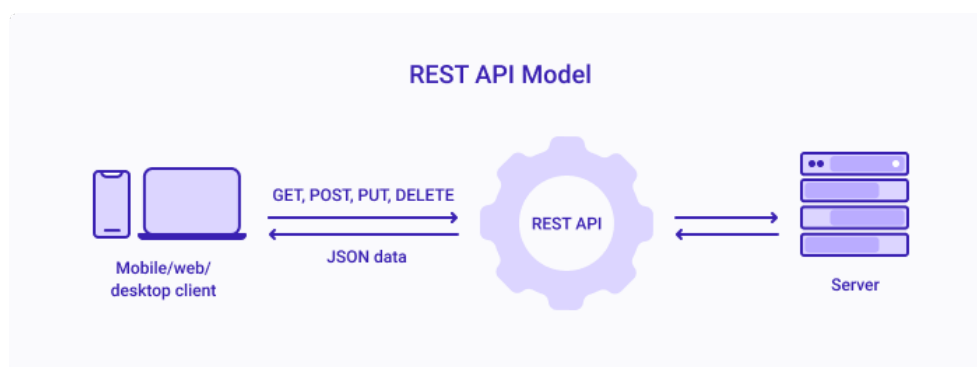 REST API Model
GET, POST, PUT, DELETE
REST API
JSON data
Mobile/web/
desktop client
Server